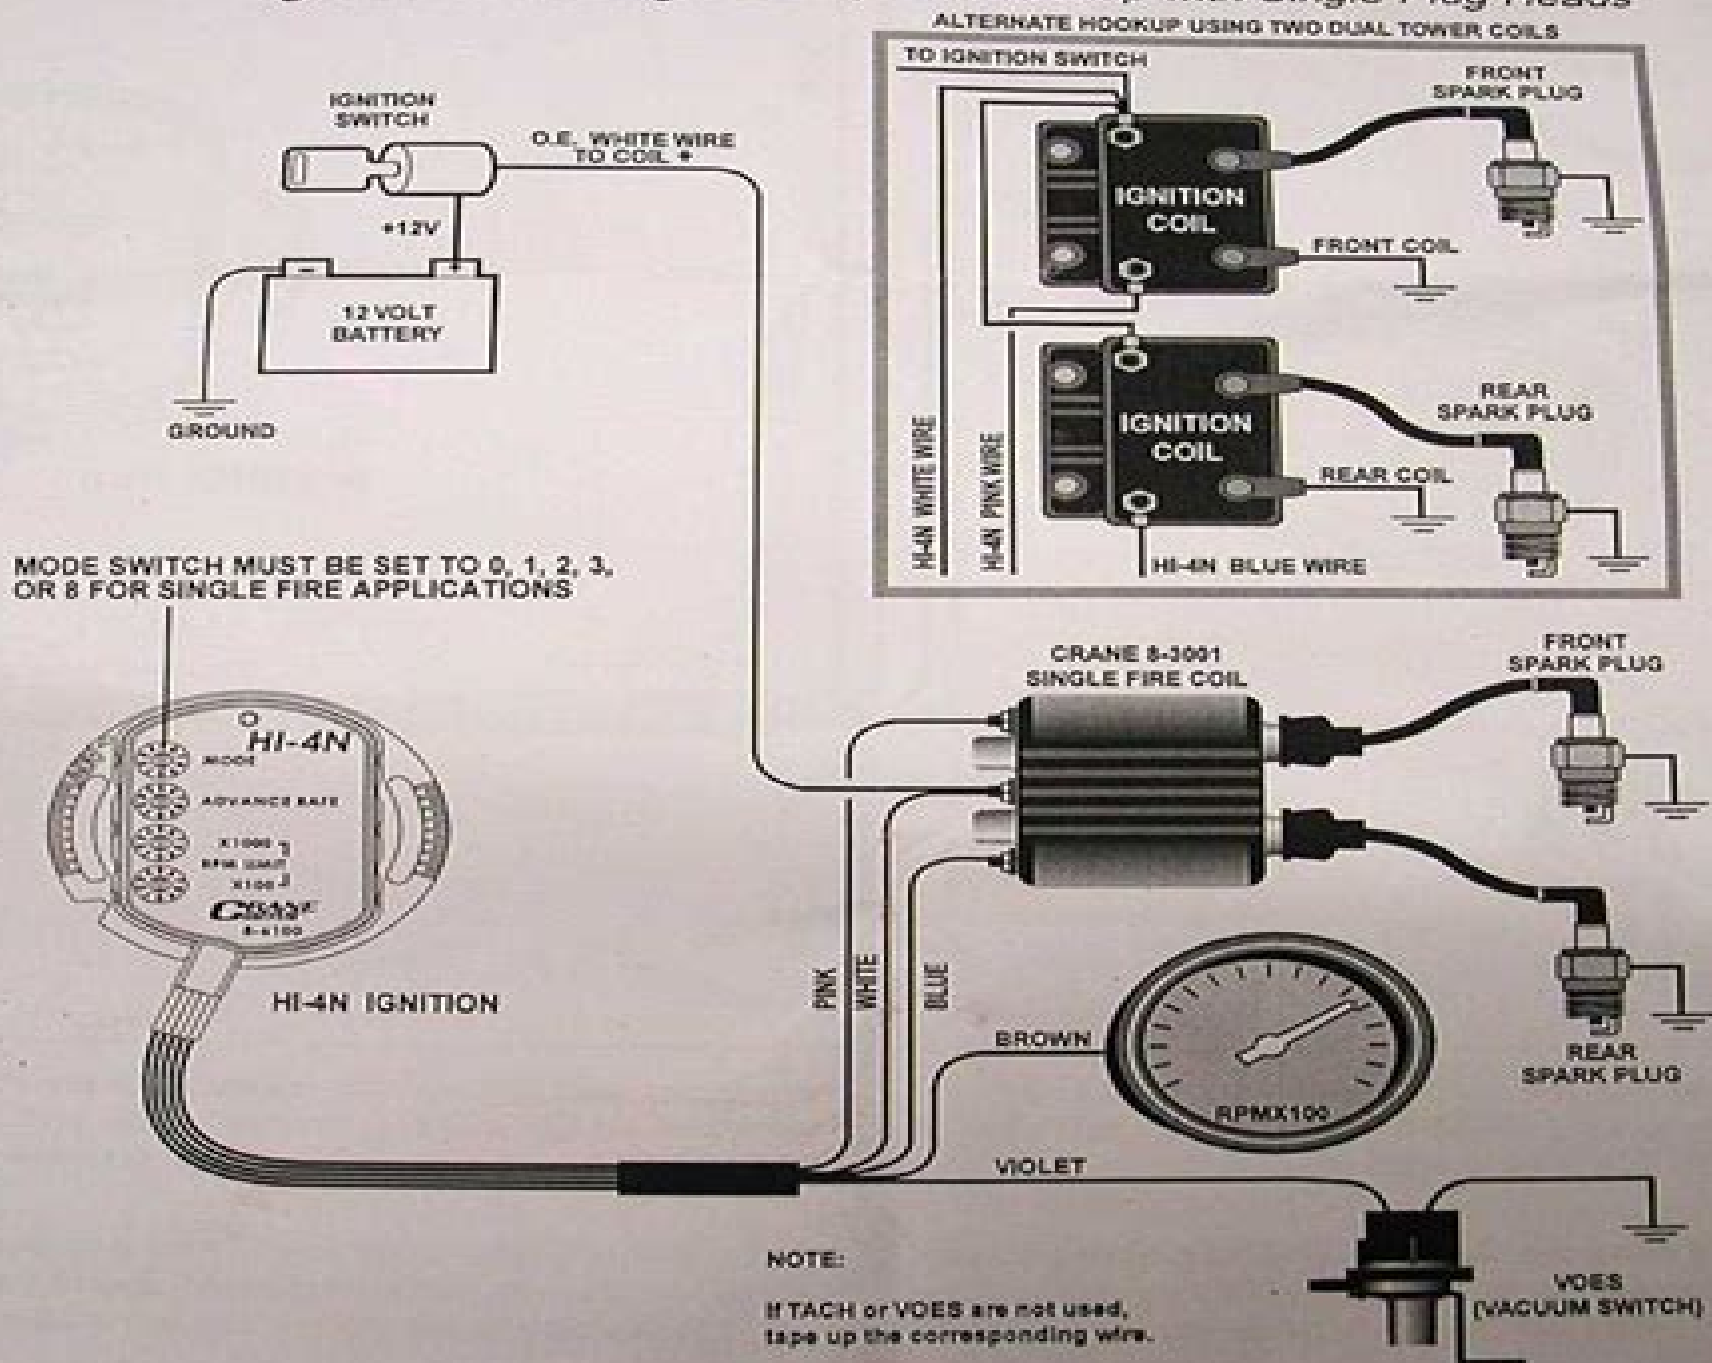 Single Plug Heads
ALTERNATE HOOKUP USING TWO DUAL TOWER COILS
TO IGNITION SWITCH
FRONT
SPARK PLUG
IGNITION
COIL
FRONT COIL
REAR
SPARK PLUG
IGNITION
COIL
REAR COIL
HI-4N WHITE WIRE
HI-4N PINK WIRE
HI-4N BLUE WIRE
IGNITION
SWITCH
O.E. WHITE WIRE
TO COIL +
+12V
12 VOLT
BATTERY
GROUND
MODE SWITCH MUST BE SET TO 0, 1, 2, 3,
OR 8 FOR SINGLE FIRE APPLICATIONS
HI-4N
MODE
ADVANCE RATE
X1000
RPM LIMIT
X100
CRANE
8-4100
HI-4N IGNITION
CRANE 8-3001
SINGLE FIRE COIL
FRONT
SPARK PLUG
PINK
WHITE
BLUE
BROWN
RPMX100
REAR
SPARK PLUG
VIOLET
VOES
(VACUUM SWITCH)
NOTE:
If TACH or VOES are not used,
tape up the corresponding wire.